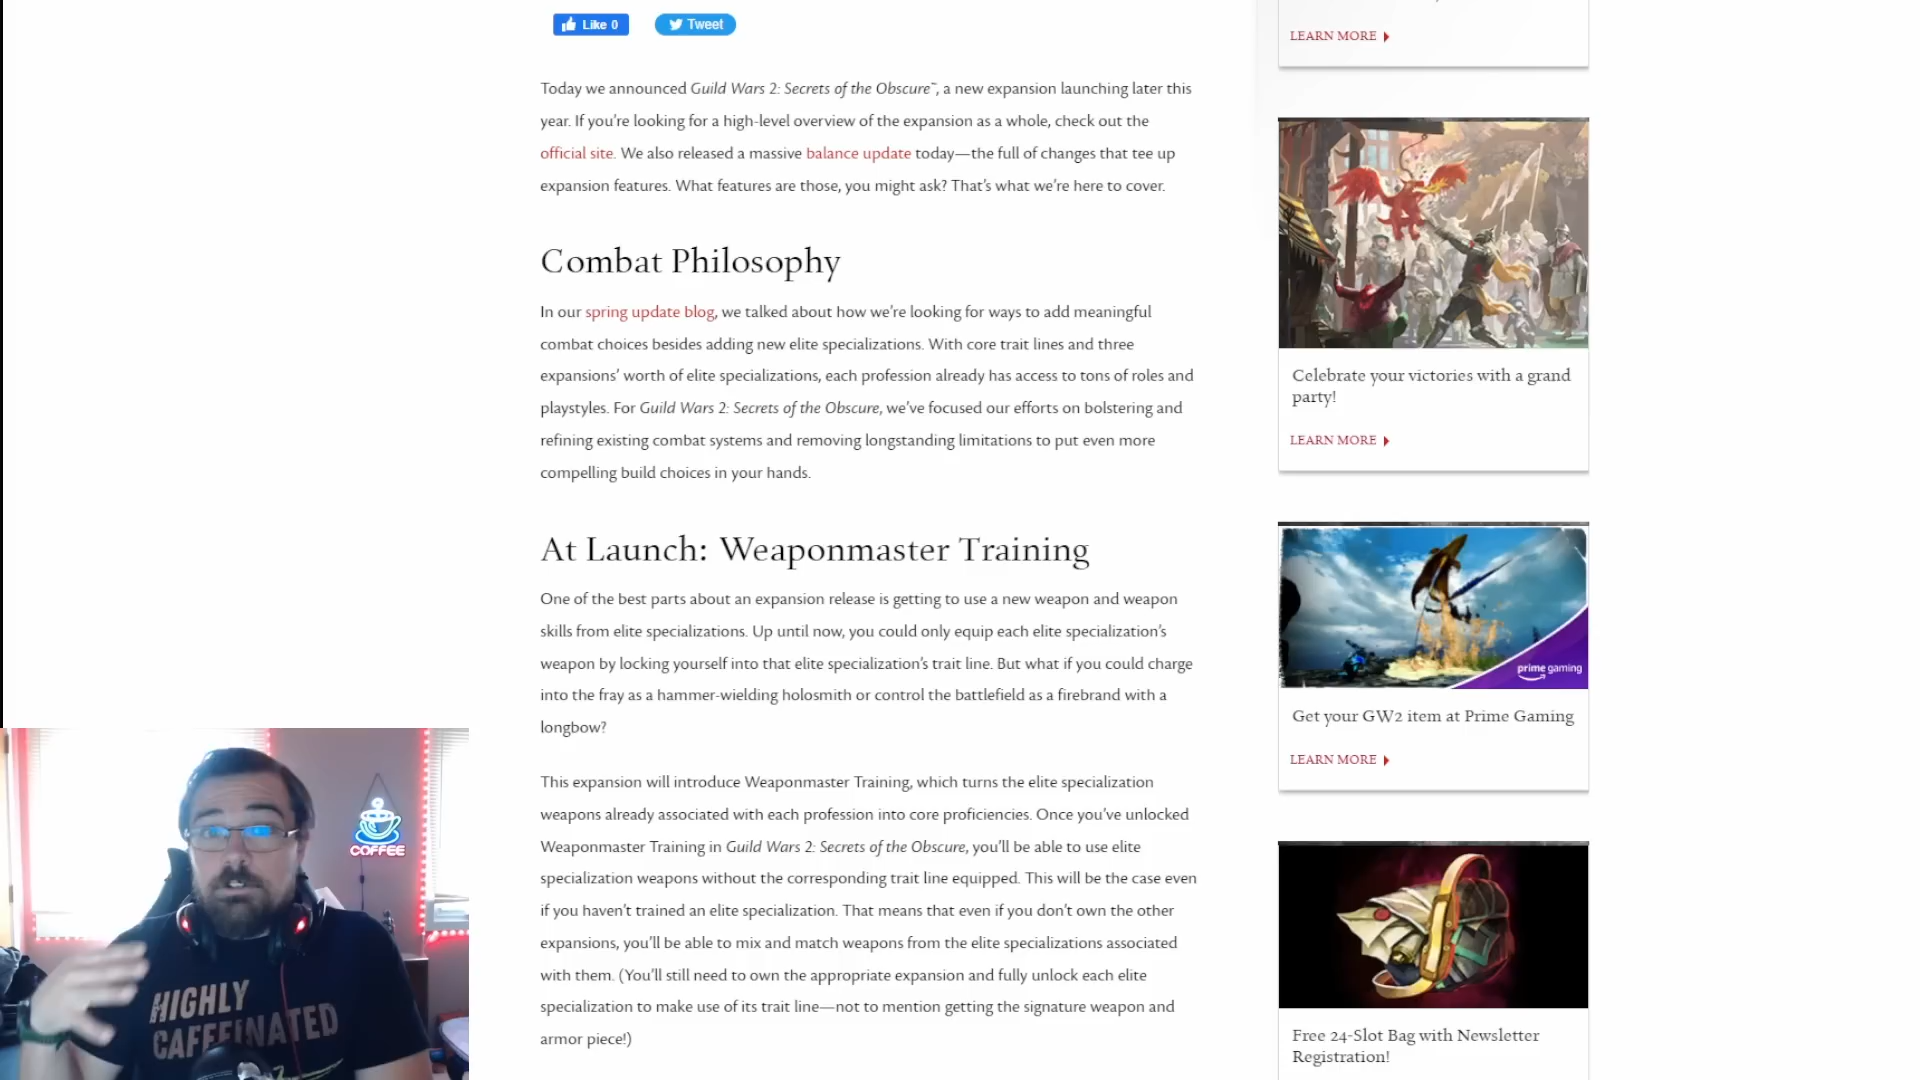 Like 0
Tweet
Today we announced Guild Wars 2: Secrets of the Obscure™, a new expansion launching later this
year. If you're looking for a high-level overview of the expansion as a whole, check out the
official site. We also released a massive balance update today—the full of changes that tee up
expansion features. What features are those, you might ask? That's what we're here to cover.
Combat Philosophy
In our spring update blog, we talked about how we're looking for ways to add meaningful
combat choices besides adding new elite specializations. With core trait lines and three
expansions' worth of elite specializations, each profession already has access to tons of roles and
playstyles. For Guild Wars 2: Secrets of the Obscure, we've focused our efforts on bolstering and
refining existing combat systems and removing longstanding limitations to put even more
compelling build choices in your hands.
At Launch: Weaponmaster Training
One of the best parts about an expansion release is getting to use a new weapon and weapon
skills from elite specializations. Up until now, you could only equip each elite specialization's
weapon by locking yourself into that elite specialization's trait line. But what if you could charge
into the fray as a hammer-wielding holosmith or control the battlefield as a firebrand with a
longbow?
This expansion will introduce Weaponmaster Training, which turns the elite specialization
weapons already associated with each profession into core proficiencies. Once you've unlocked
Weaponmaster Training in Guild Wars 2: Secrets of the Obscure, you'll be able to use elite
specialization weapons without the corresponding trait line equipped. This will be the case even
if you haven't trained an elite specialization. That means that even if you don't own the other
expansions, you'll be able to mix and match weapons from the elite specializations associated
with them. (You'll still need to own the appropriate expansion and fully unlock each elite
specialization to make use of its trait line—not to mention getting the signature weapon and
armor piece!)
LEARN MORE
Celebrate your victories with a grand
party!
LEARN MORE
prime gaming
Get your GW2 item at Prime Gaming
LEARN MORE
Free 24-Slot Bag with Newsletter
Registration!
COFFEE
HIGHLY
CAFFEINATED